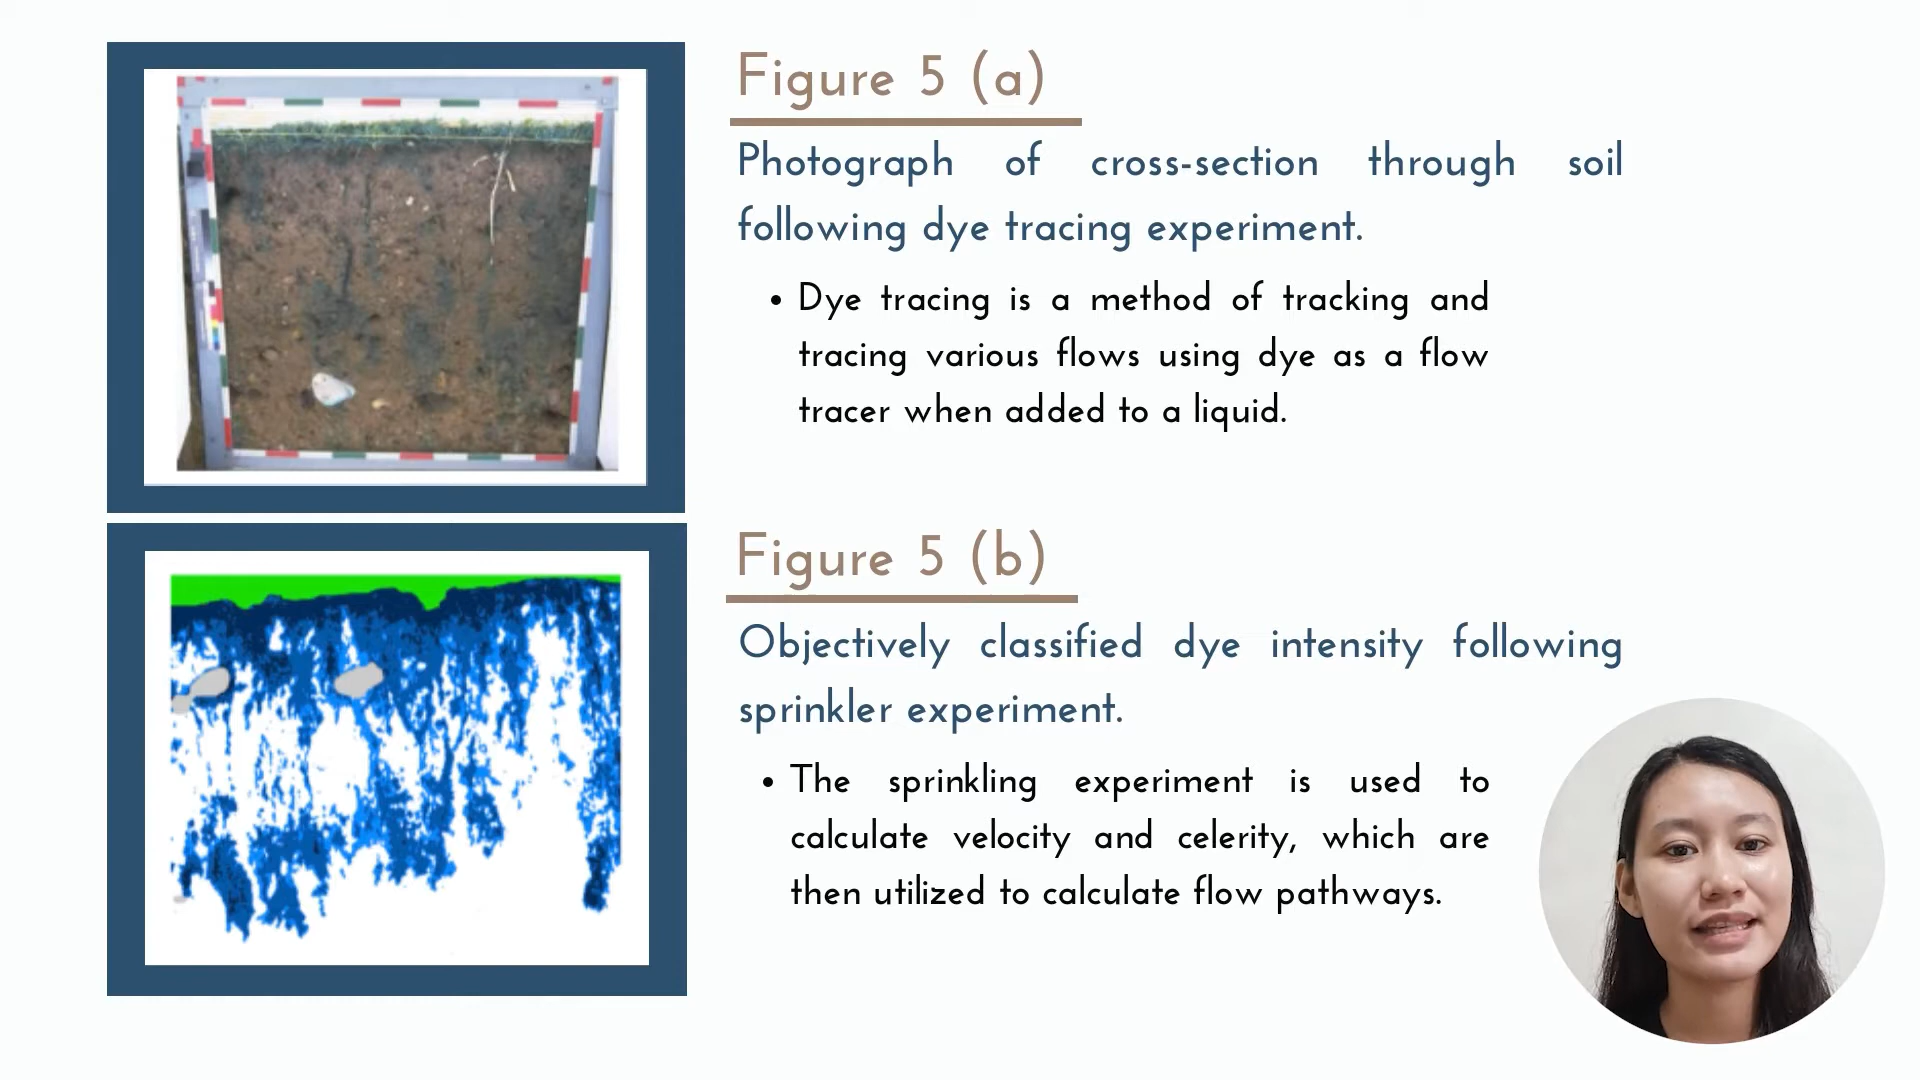 Figure 5 (a)
Photograph of cross-section through soil
following dye tracing experiment.
• Dye tracing is a method of tracking and
tracing various flows using dye as a flow
tracer when added to a liquid.
Figure 5 (b)
Objectively classified dye intensity following
sprinkler experiment.
• The sprinkling experiment is used to
calculate velocity and celerity, which are
then utilized to calculate flow pathways.